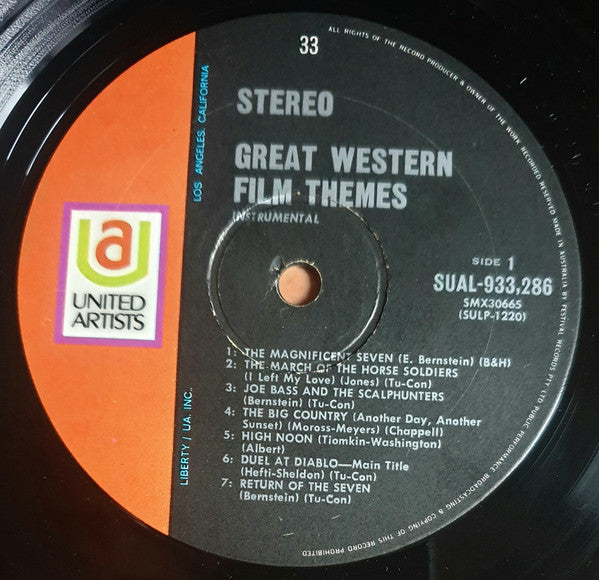 33
STEREO
GREAT WESTERN
FILM THEMES
INSTRUMENTAL
SIDE 1
SUAL-933,286
SMX30665
(SULP-1220)
ua
UNITED
ARTISTS
LOS ANGELES, CALIFORNIA
LIBERTY / UA. INC.,
1: THE MAGNIFICENT SEVEN (E. Bernstein) (B&H)
2: THE MARCH OF THE HORSE SOLDIERS
(I Left My Love) (Jones) (Tu-Con)
3: JOE BASS AND THE SCALPHUNTERS
(Bernstein) (Tu-Con)
4: THE BIG COUNTRY (Another Day, Another
Sunset) (Moross-Meyers) (Chappell)
5: HIGH NOON (Tiomkin-Washington)
(Albert)
6: DUEL AT DIABLO—Main Title
(Hefti-Sheldon) (Tu-Con)
7: RETURN OF THE SEVEN
(Bernstein) (Tu-Con)
ALL RIGHTS OF THE RECORD PRODUCER & OWNER OF THE WORK RECORDED RESERVED MADE IN AUSTRALIA BY FESTIVAL RECORDS PTY LTD PUBLIC PERFORMANCE BROADCASTING & COPYING OF THIS RECORD PROHIBITED